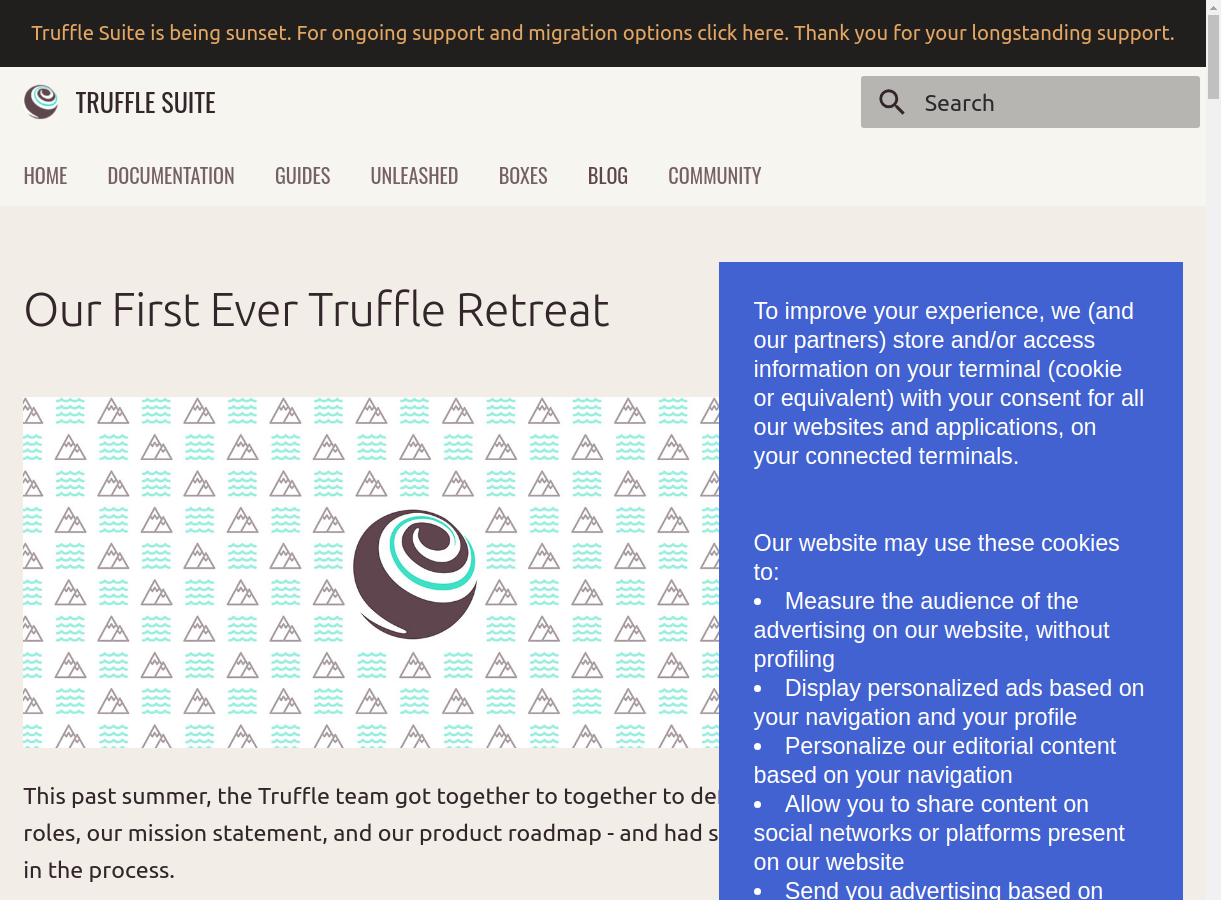 Truffle Suite is being sunset. For ongoing support and migration options click here. Thank you for your longstanding support.
TRUFFLE SUITE
Search
HOME DOCUMENTATION GUIDES UNLEASHED BOXES BLOG COMMUNITY
Our First Ever Truffle Retreat
This past summer, the Truffle team got together to together to
roles, our mission statement, and our product roadmap - and had
in the process.
To improve your experience, we (and
our partners) store and/or access
information on your terminal (cookie
or equivalent) with your consent for all
our websites and applications, on
your connected terminals.
Our website may use these cookies
to:
• Measure the audience of the
advertising on our website, without
profiling
• Display personalized ads based on
your navigation and your profile
• Personalize our editorial content
based on your navigation
• Allow you to share content on
social networks or platforms present
on our website
• Send you advertising based on